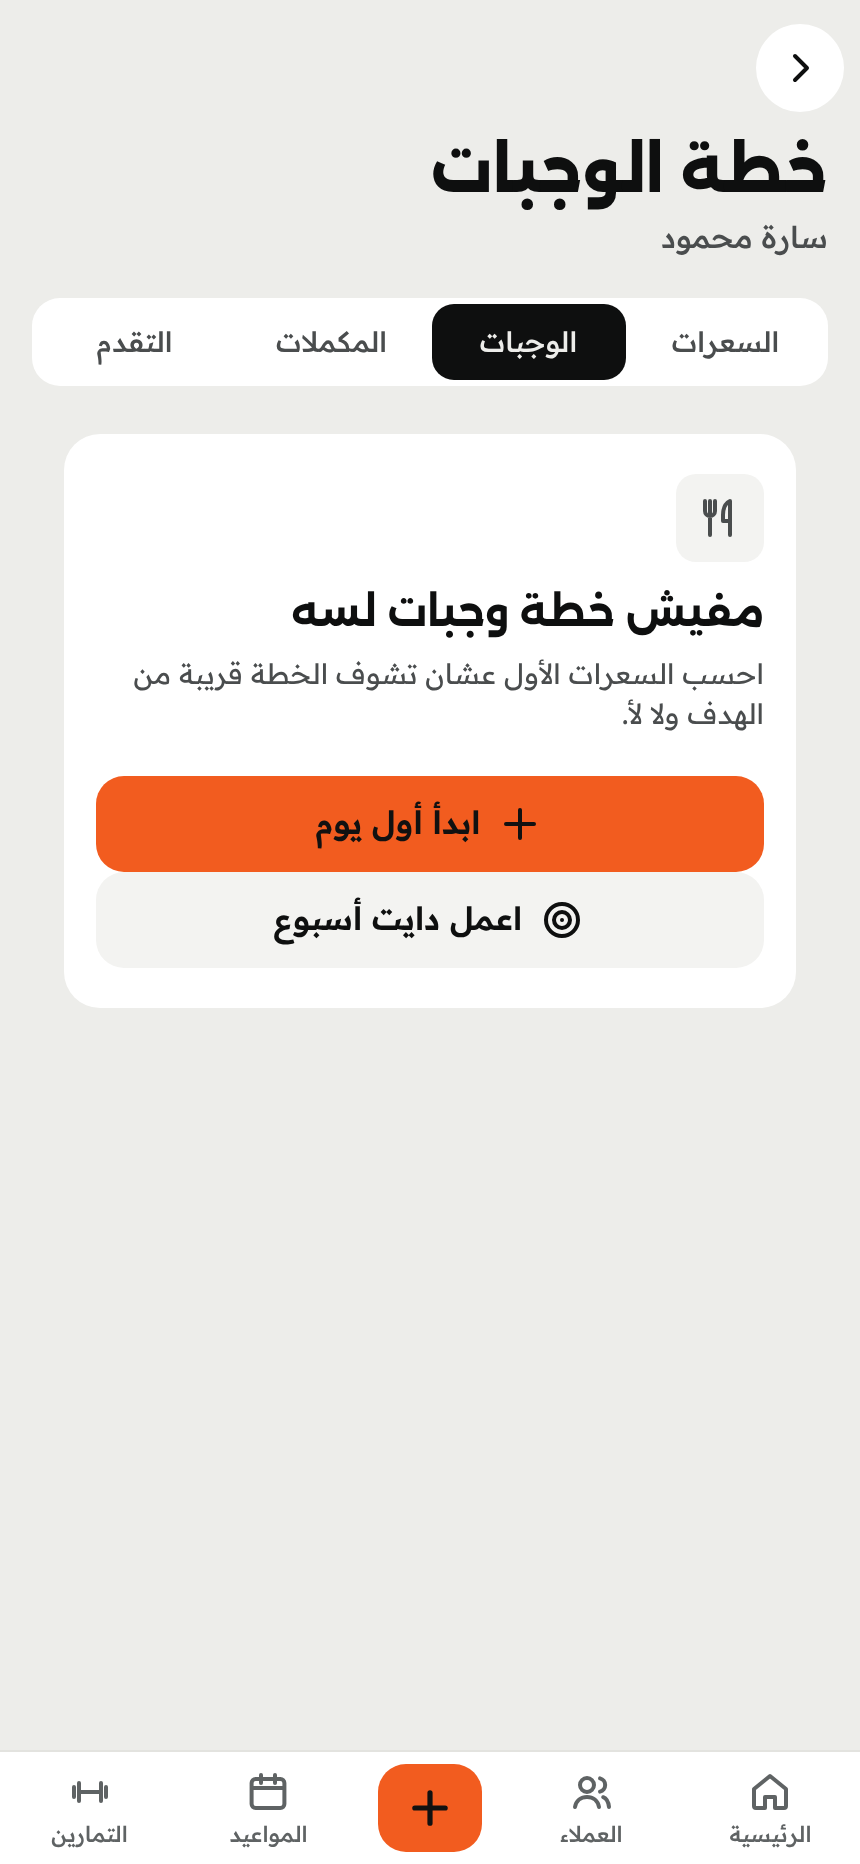 خطة الوجبات
سارة محمود
السعرات
الوجبات
المكملات
التقدم
مفيش خطة وجبات لسه
احسب السعرات الأول عشان تشوف الخطة قريبة من
الهدف ولا لأ.
ابدأ أول يوم
اعمل دايت أسبوع
الرئيسية
العملاء
المواعيد
التمارين